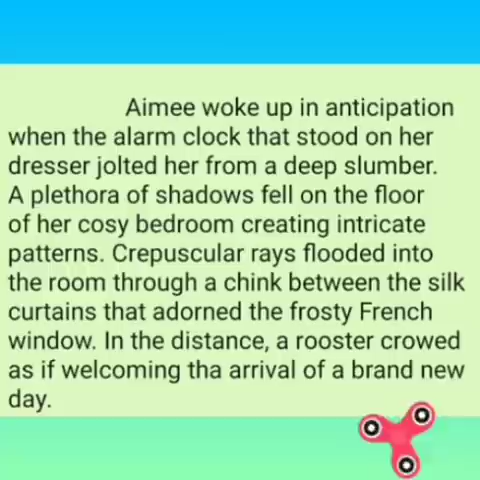 Aimee woke up in anticipation
when the alarm clock that stood on her
dresser jolted her from a deep slumber.
A plethora of shadows fell on the floor
of her cosy bedroom creating intricate
patterns. Crepuscular rays flooded into
the room through a chink between the silk
curtains that adorned the frosty French
window. In the distance, a rooster crowed
as if welcoming tha arrival of a brand new
day.